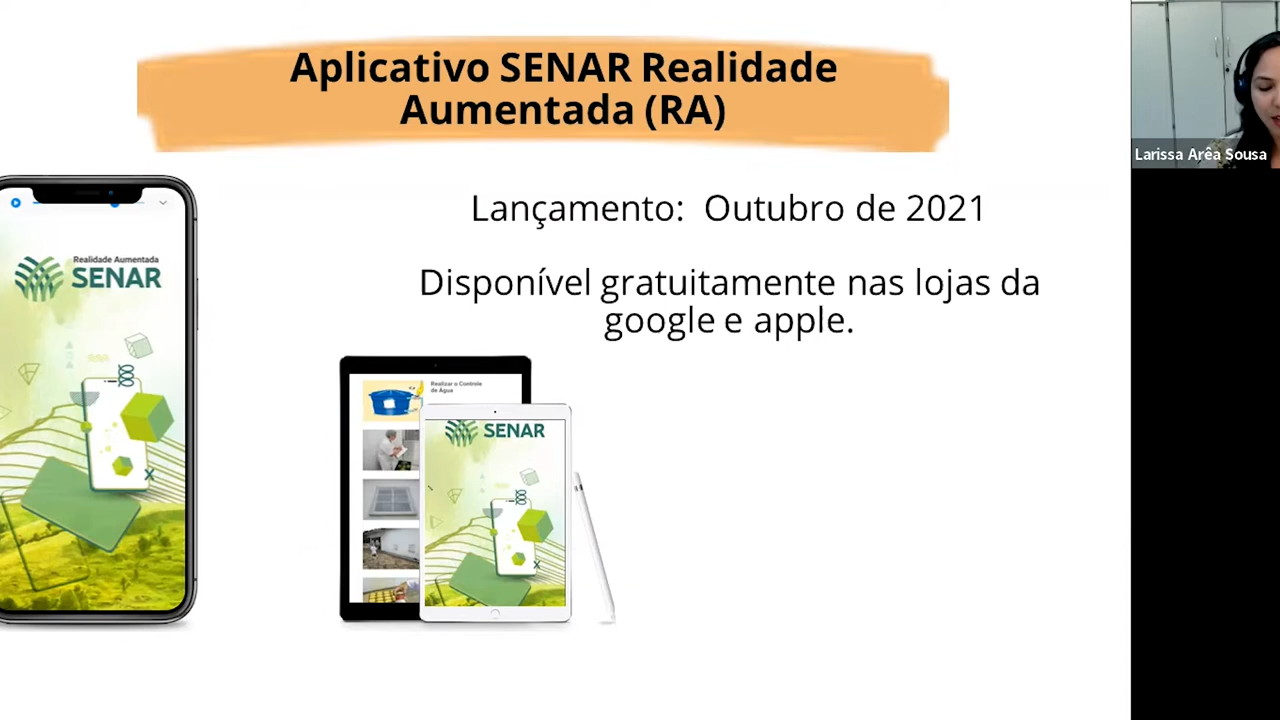 Aplicativo SENAR Realidade
Aumentada (RA)
Larissa Arêa Sousa
Lançamento: Outubro de 2021
Disponível gratuitamente nas lojas da
google e apple.
Realidade Aumentada
SENAR
Realizar o Controle
de Água
SENAR